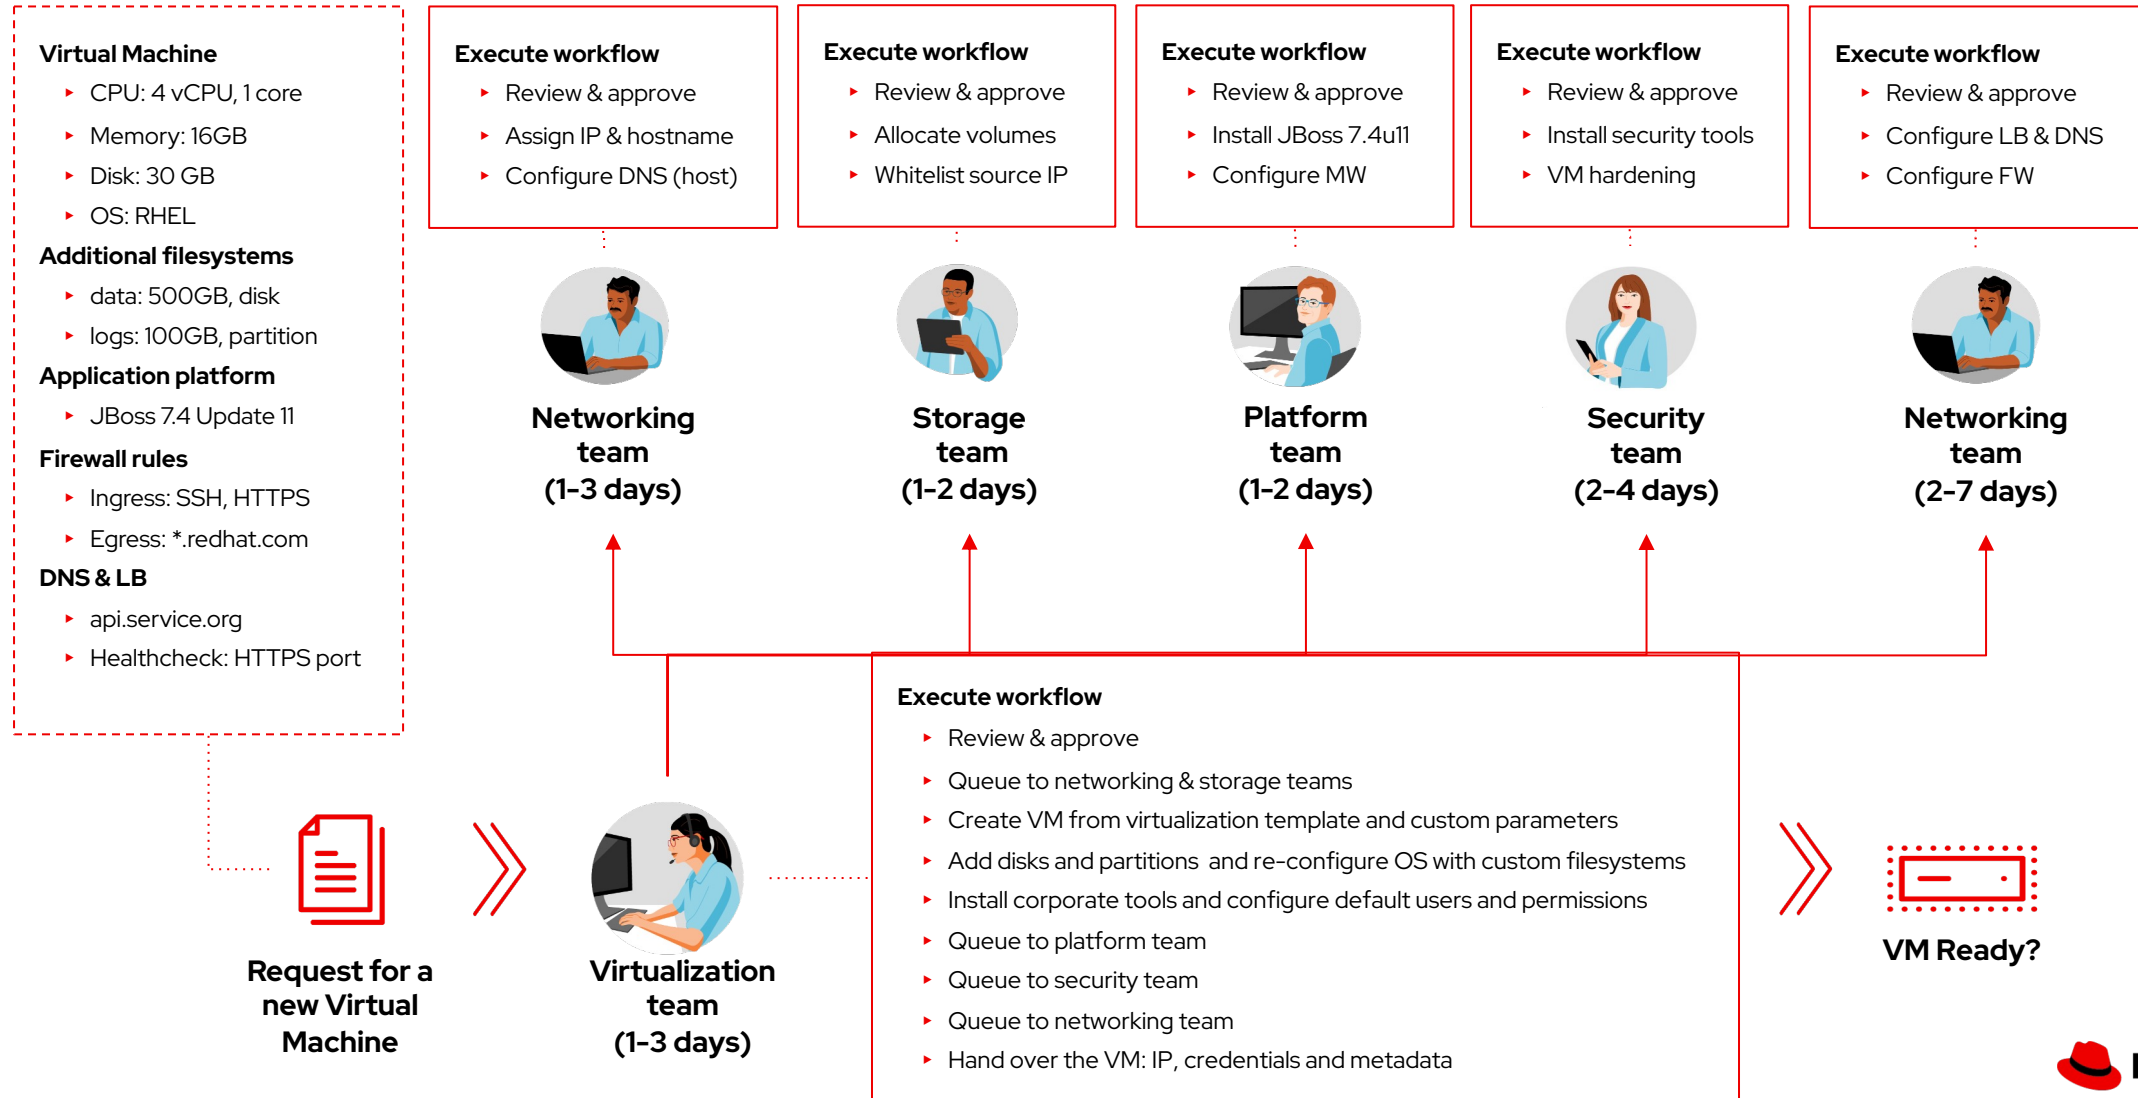 Virtual Machine
CPU: 4 vCPU, 1 core
Memory: 16GB
Disk: 30 GB
OS: RHEL
Additional filesystems
data: 500GB, disk
logs: 100GB, partition
Application platform
JBoss 7.4 Update 11
Firewall rules
Ingress: SSH, HTTPS
Egress: *.redhat.com
DNS & LB
api.service.org
Healthcheck: HTTPS port
Execute workflow
Review & approve
Assign IP & hostname
Configure DNS (host)
Networking
team
(1-3 days)
Execute workflow
Review & approve
Allocate volumes
Whitelist source IP
Storage
team
(1-2 days)
Execute workflow
Review & approve
Install JBoss 7.4u11
Configure MW
Platform
team
(1-2 days)
Execute workflow
Review & approve
Install security tools
VM hardening
Security
team
(2-4 days)
Execute workflow
Review & approve
Configure LB & DNS
Configure FW
Networking
team
(2-7 days)
Request for a
new Virtual
Machine
Virtualization
team
(1-3 days)
Execute workflow
Review & approve
Queue to networking & storage teams
Create VM from virtualization template and custom parameters
Add disks and partitions and re-configure OS with custom filesystems
Install corporate tools and configure default users and permissions
Queue to platform team
Queue to security team
Queue to networking team
Hand over the VM: IP, credentials and metadata
VM Ready?